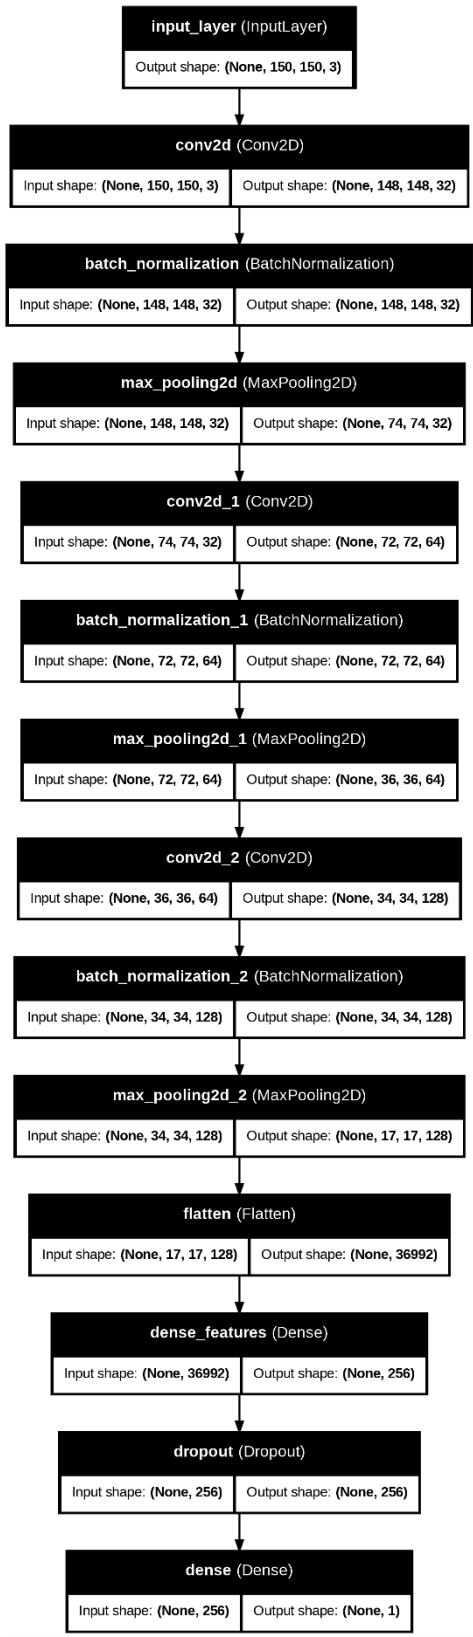 input_layer (InputLayer)
Output shape: (None, 150, 150, 3)
conv2d (Conv2D)
Input shape: (None, 150, 150, 3) Output shape: (None, 148, 148, 32)
batch_normalization (BatchNormalization)
Input shape: (None, 148, 148, 32) Output shape: (None, 148, 148, 32)
max_pooling2d (MaxPooling2D)
Input shape: (None, 148, 148, 32) Output shape: (None, 74, 74, 32)
conv2d_1 (Conv2D)
Input shape: (None, 74, 74, 32) Output shape: (None, 72, 72, 64)
batch_normalization_1 (BatchNormalization)
Input shape: (None, 72, 72, 64) Output shape: (None, 72, 72, 64)
max_pooling2d_1 (MaxPooling2D)
Input shape: (None, 72, 72, 64) Output shape: (None, 36, 36, 64)
conv2d_2 (Conv2D)
Input shape: (None, 36, 36, 64) Output shape: (None, 34, 34, 128)
batch_normalization_2 (BatchNormalization)
Input shape: (None, 34, 34, 128) Output shape: (None, 34, 34, 128)
max_pooling2d_2 (MaxPooling2D)
Input shape: (None, 34, 34, 128) Output shape: (None, 17, 17, 128)
flatten (Flatten)
Input shape: (None, 17, 17, 128) Output shape: (None, 36992)
dense_features (Dense)
Input shape: (None, 36992) Output shape: (None, 256)
dropout (Dropout)
Input shape: (None, 256) Output shape: (None, 256)
dense (Dense)
Input shape: (None, 256) Output shape: (None, 1)